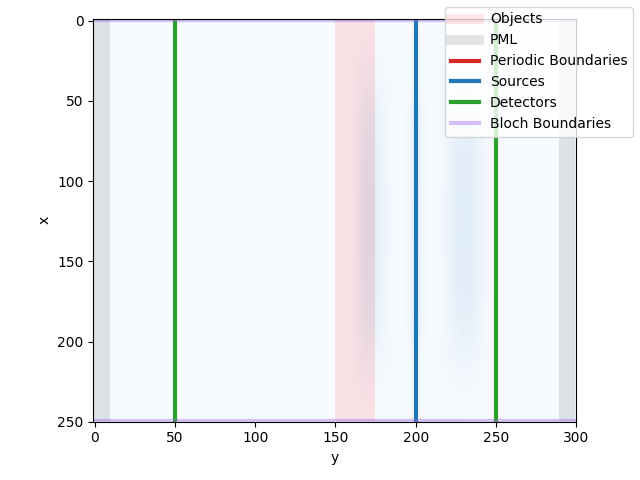 Objects
PML
Periodic Boundaries
Sources
Detectors
Bloch Boundaries
0
50
100
150
200
250
x
0 50 100 150 200 250 300
y